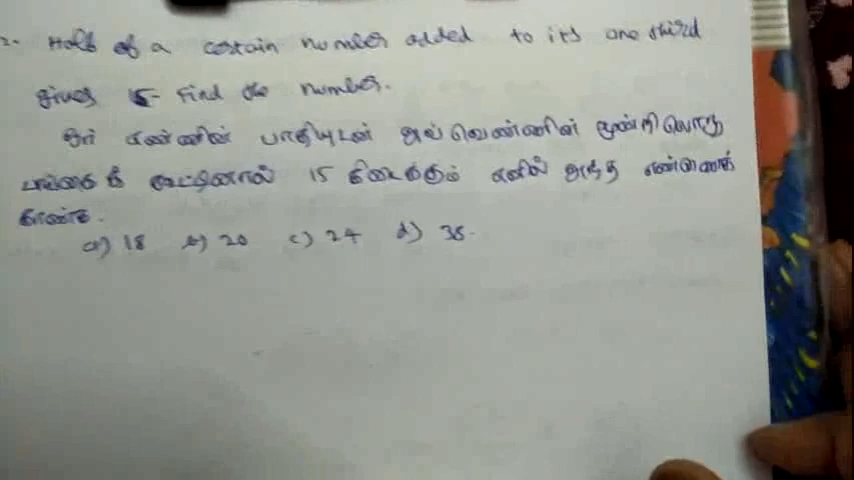 2. Half of a certain number added to its one third
gives 15. Find the number.
ஓர் எண்ணின் பாதியுடன் அவ்வெண்ணின் மூன்றிலொரு
பங்கைக் கூட்டினால் 15 கிடைக்கும் எனில் அந்த எண்ணைக்
காண்க.
a) 18 b) 20 c) 24 d) 36.